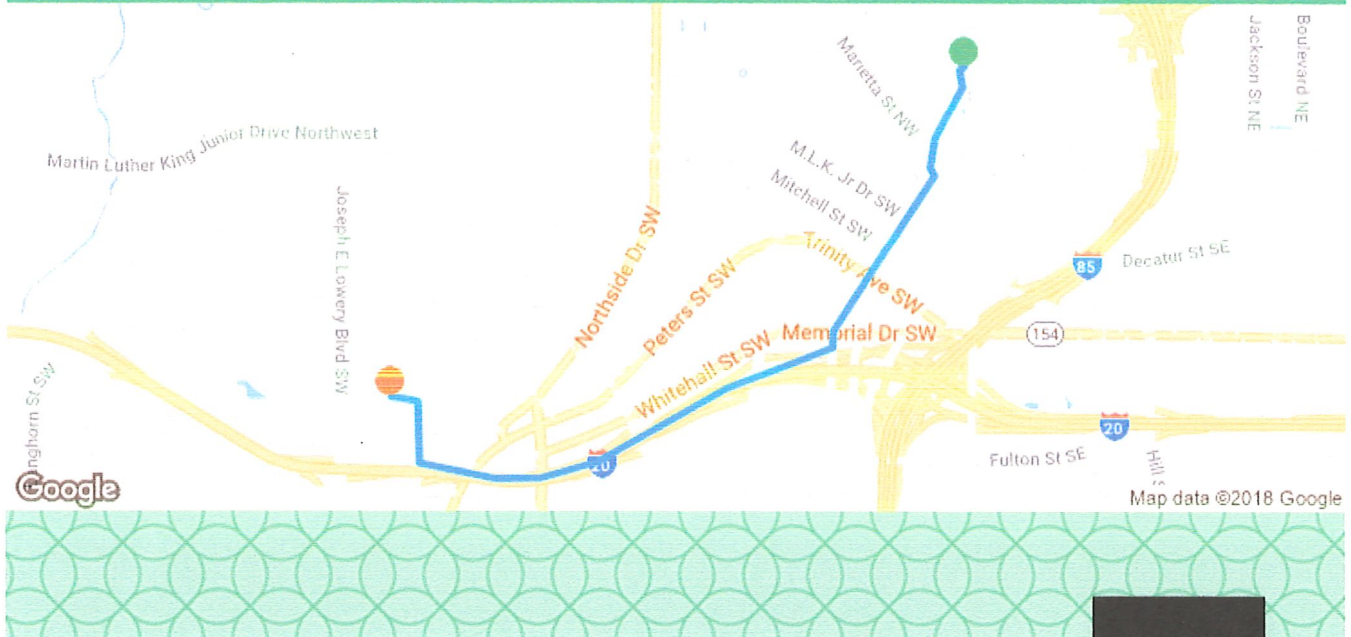 Boulevard NE
Jackson St NE
Marietta St NW
Martin Luther King Junior Drive Northwest
M.L.K. Jr Dr SW
Mitchell St SW
Joseph E Lowery Blvd SW
Northside Dr SW
Peters St SW
Trinity Ave SW
85
Decatur St SE
Whitehall St SW
Memorial Dr SW
154
20
20
Fulton St SE
St SW
Google
Map data ©2018 Google